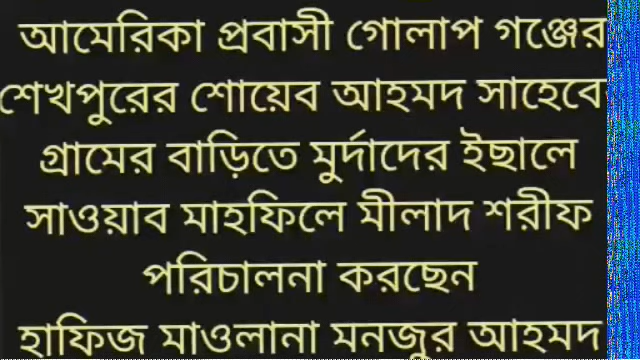 আমেরিকা প্রবাসী গোলাপ গঞ্জের
শেখপুরের শোয়েব আহমদ সাহেবে
গ্রামের বাড়িতে মুর্দাদের ইছালে
সাওয়াব মাহফিলে মীলাদ শরীফ
পরিচালনা করছেন
হাফিজ মাওলানা মনজুর আহমদ